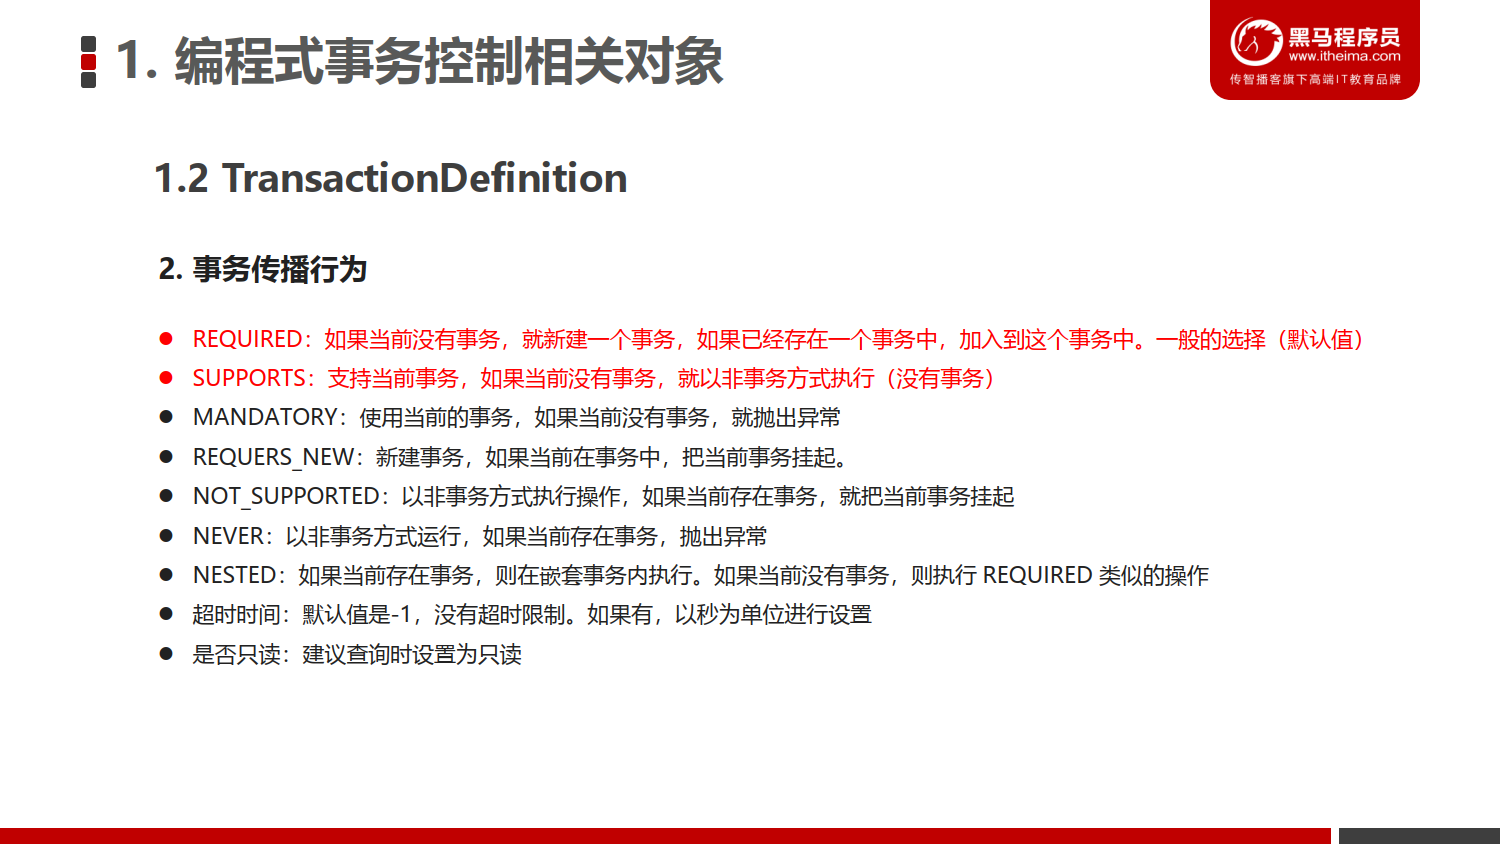 1. 编程式事务控制相关对象
黑马程序员
www.itheima.com
传智播客旗下高端IT教育品牌
1.2 TransactionDefinition
2. 事务传播行为
● REQUIRED：如果当前没有事务，就新建一个事务，如果已经存在一个事务中，加入到这个事务中。一般的选择（默认值）
● SUPPORTS：支持当前事务，如果当前没有事务，就以非事务方式执行（没有事务）
● MANDATORY：使用当前的事务，如果当前没有事务，就抛出异常
● REQUERS_NEW：新建事务，如果当前在事务中，把当前事务挂起。
● NOT_SUPPORTED：以非事务方式执行操作，如果当前存在事务，就把当前事务挂起
● NEVER：以非事务方式运行，如果当前存在事务，抛出异常
● NESTED：如果当前存在事务，则在嵌套事务内执行。如果当前没有事务，则执行 REQUIRED 类似的操作
● 超时时间：默认值是-1，没有超时限制。如果有，以秒为单位进行设置
● 是否只读：建议查询时设置为只读